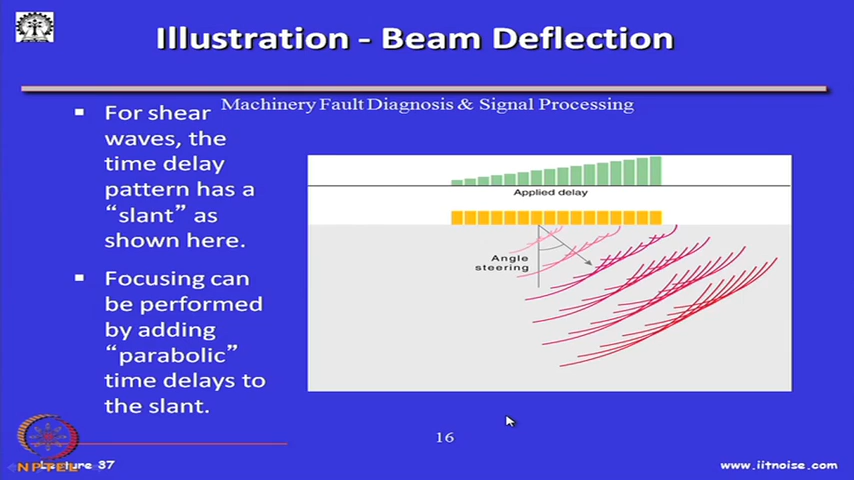 Illustration - Beam Deflection
Machinery Fault Diagnosis & Signal Processing
For shear
waves, the
time delay
pattern has a
“slant” as
shown here.
Focusing can
be performed
by adding
“parabolic”
time delays to
the slant.
Applied delay
Angle
steering
16
NPTEL
Lecture 37
www.iitnoise.com